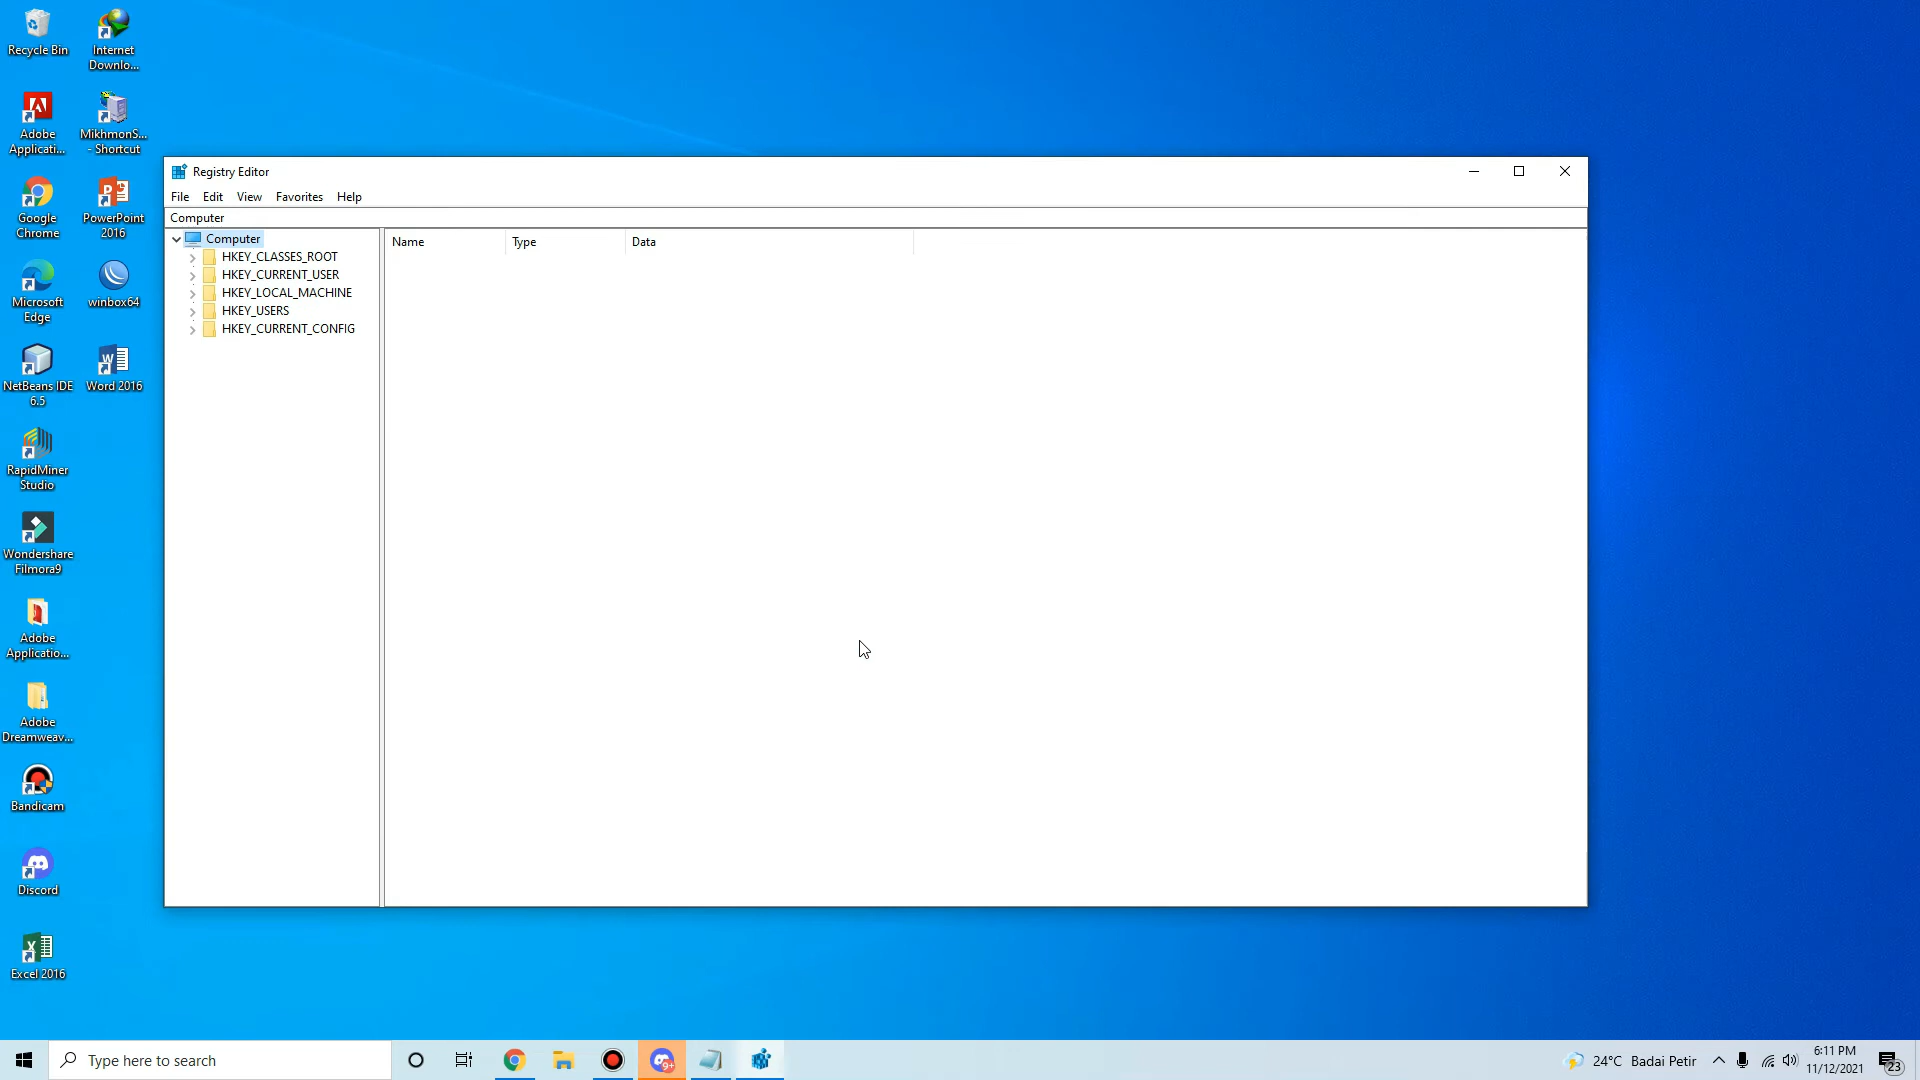 Recycle Bin
Internet
Downlo...
Adobe
Applicati...
MikhmonS...
- Shortcut
Google
Chrome
PowerPoint
2016
Microsoft
Edge
winbox64
NetBeans IDE
6.5
Word 2016
RapidMiner
Studio
Wondershare
Filmora9
Adobe
Applicatio...
Adobe
Dreamweav...
Bandicam
Discord
Excel 2016
Registry Editor
File Edit View Favorites Help
Computer
Computer
HKEY_CLASSES_ROOT
HKEY_CURRENT_USER
HKEY_LOCAL_MACHINE
HKEY_USERS
HKEY_CURRENT_CONFIG
Name Type Data
Type here to search
9+
24°C Badai Petir
6:11 PM
11/12/2021
23